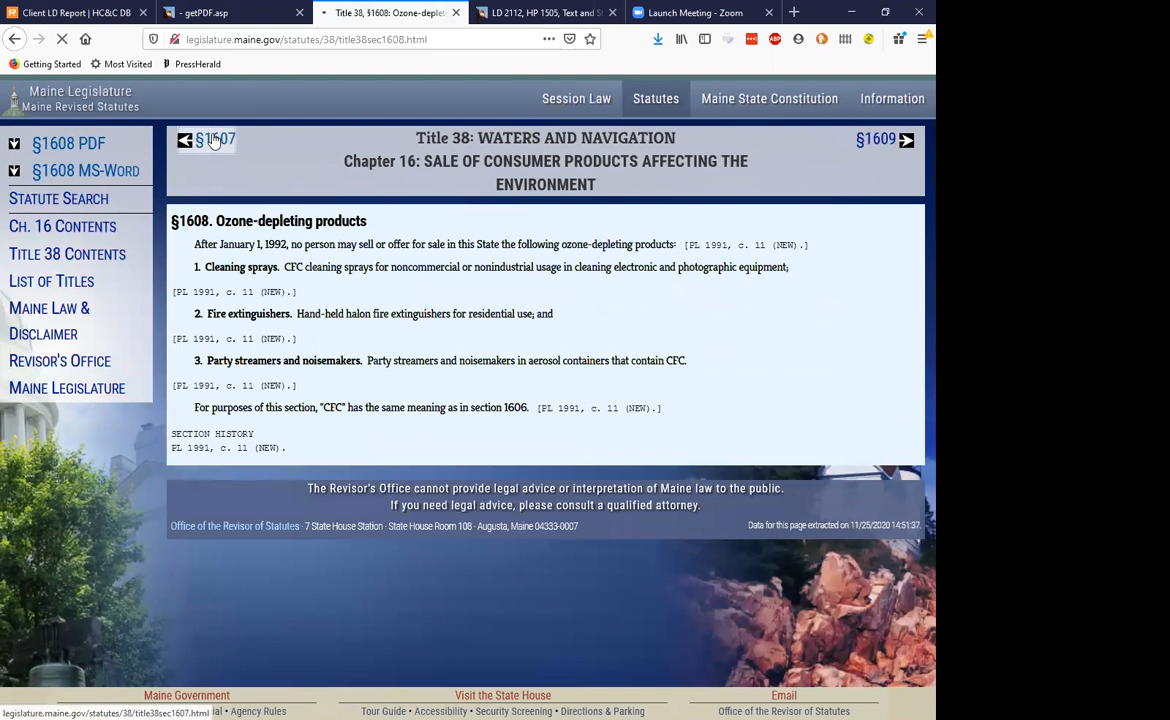 Client LD Report | HC&C DB
- getPDF.asp
Title 38, §1608: Ozone-deplet
LD 2112, HP 1505, Text and S
Launch Meeting - Zoom
legislature.maine.gov/statutes/38/title38sec1608.html
Getting Started
Most Visited
PressHerald
Maine Legislature
Maine Revised Statutes
Session Law
Statutes
Maine State Constitution
Information
§1608 PDF
§1608 MS-WORD
STATUTE SEARCH
CH. 16 CONTENTS
TITLE 38 CONTENTS
LIST OF TITLES
MAINE LAW &
DISCLAIMER
REVISOR'S OFFICE
MAINE LEGISLATURE
§1607
Title 38: WATERS AND NAVIGATION
§1609
Chapter 16: SALE OF CONSUMER PRODUCTS AFFECTING THE
ENVIRONMENT
§1608. Ozone-depleting products
After January 1, 1992, no person may sell or offer for sale in this State the following ozone-depleting products: [PL 1991, c. 11 (NEW).]
1. Cleaning sprays. CFC cleaning sprays for noncommercial or nonindustrial usage in cleaning electronic and photographic equipment;
[PL 1991, c. 11 (NEW).]
2. Fire extinguishers. Hand-held halon fire extinguishers for residential use; and
[PL 1991, c. 11 (NEW).]
3. Party streamers and noisemakers. Party streamers and noisemakers in aerosol containers that contain CFC.
[PL 1991, c. 11 (NEW).]
For purposes of this section, "CFC" has the same meaning as in section 1606. [PL 1991, c. 11 (NEW).]
SECTION HISTORY
PL 1991, c. 11 (NEW).
The Revisor's Office cannot provide legal advice or interpretation of Maine law to the public.
If you need legal advice, please consult a qualified attorney.
Office of the Revisor of Statutes · 7 State House Station · State House Room 108 · Augusta, Maine 04333-0007
Data for this page extracted on 11/25/2020 14:51:37.
Maine Government
Visit the State House
Email
legislature.maine.gov/statutes/38/title38sec1607.html
• Agency Rules
Tour Guide • Accessibility • Security Screening • Directions & Parking
Office of the Revisor of Statutes